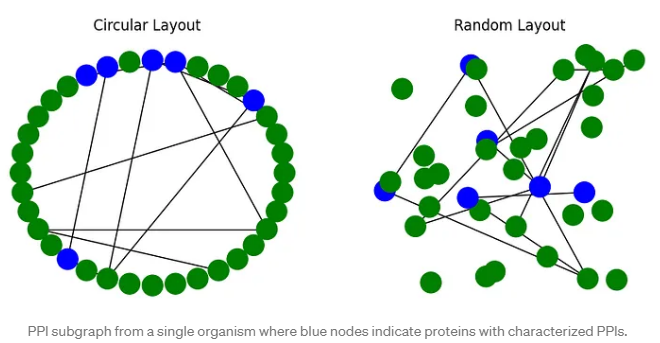 Circular Layout
Random Layout
PPI subgraph from a single organism where blue nodes indicate proteins with characterized PPIs.